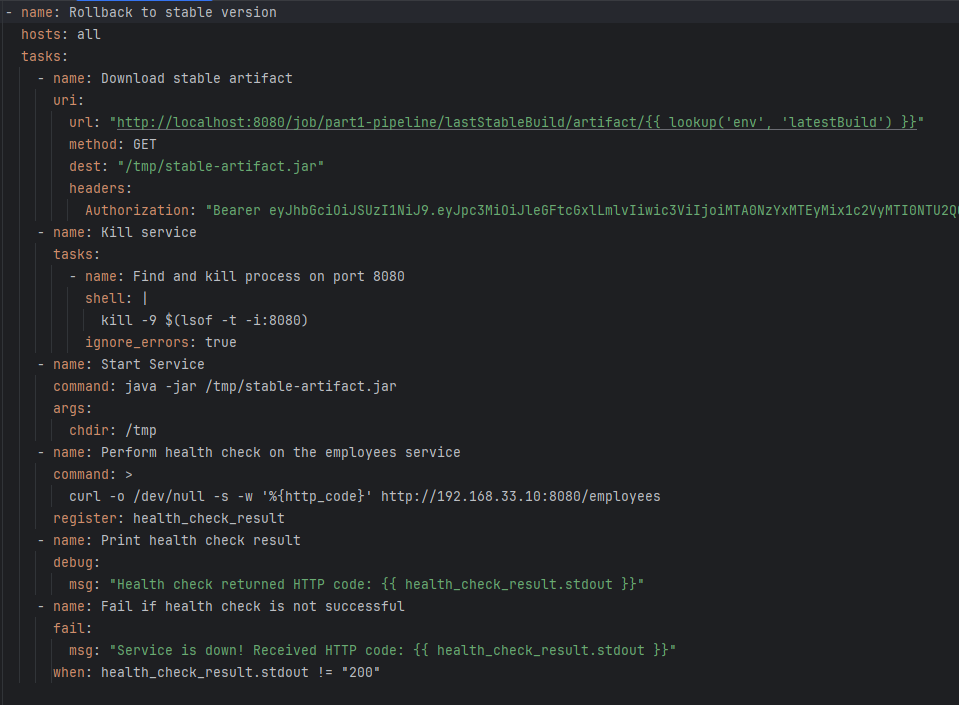 - name: Rollback to stable version
  hosts: all
  tasks:
    - name: Download stable artifact
      uri:
        url: "http://localhost:8080/job/part1-pipeline/lastStableBuild/artifact/{{ lookup('env', 'latestBuild') }}"
        method: GET
        dest: "/tmp/stable-artifact.jar"
        headers:
          Authorization: "Bearer
    - name: Kill service
      tasks:
        - name: Find and kill process on port 8080
          shell: |
            kill -9 $(lsof -t -i:8080)
          ignore_errors: true
    - name: Start Service
      command: java -jar /tmp/stable-artifact.jar
      args:
        chdir: /tmp
    - name: Perform health check on the employees service
      command: >
        curl -o /dev/null -s -w '%{http_code}' http://192.168.33.10:8080/employees
      register: health_check_result
    - name: Print health check result
      debug:
        msg: "Health check returned HTTP code: {{ health_check_result.stdout }}"
    - name: Fail if health check is not successful
      fail:
        msg: "Service is down! Received HTTP code: {{ health_check_result.stdout }}"
      when: health_check_result.stdout != "200"